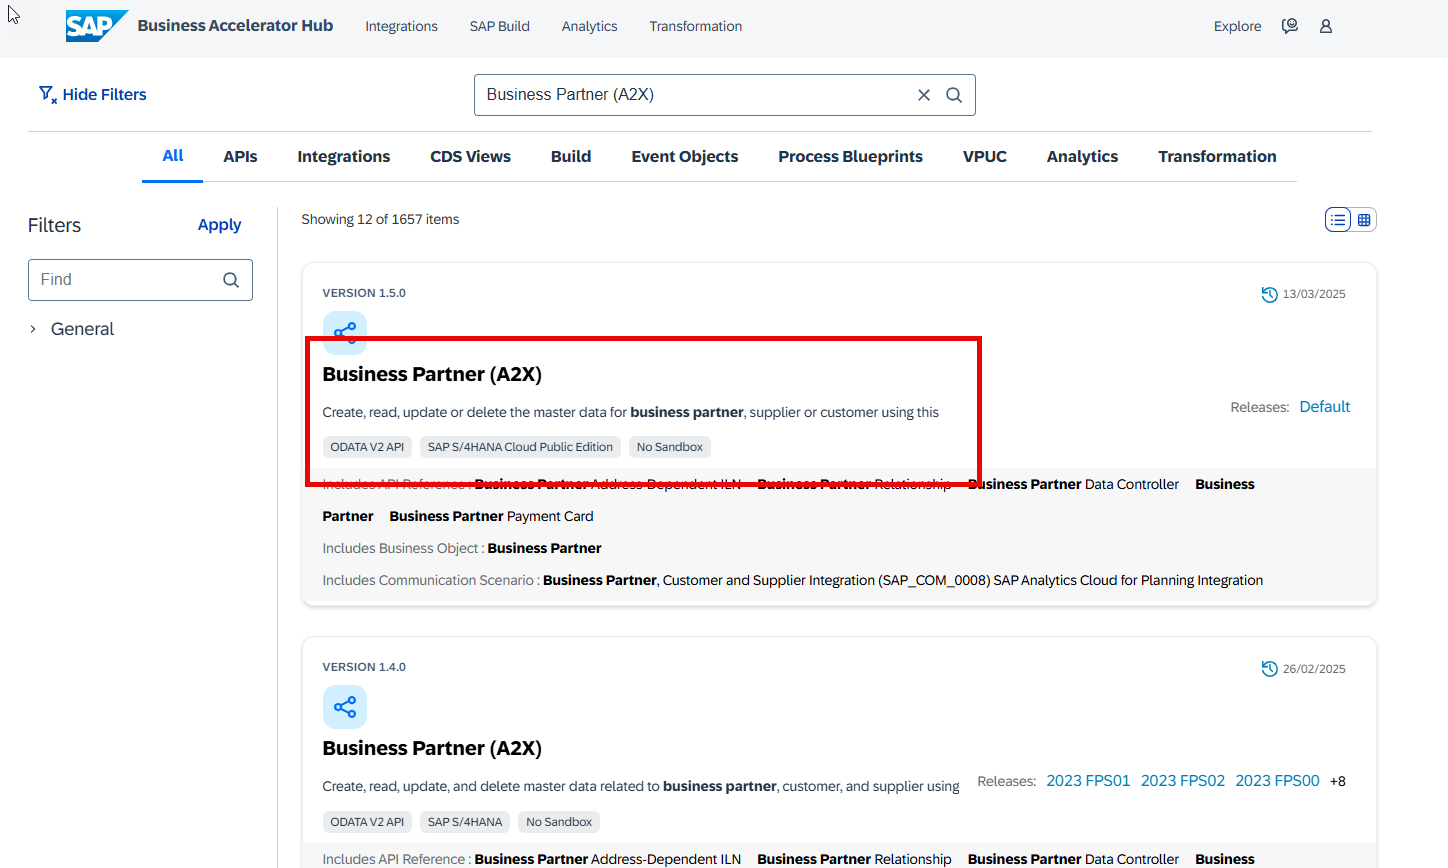 SAP Business Accelerator Hub Integrations SAP Build Analytics Transformation Explore
Hide Filters
Business Partner (A2X)
All APIs Integrations CDS Views Build Event Objects Process Blueprints VPUC Analytics Transformation
Filters Apply
Find
General
Showing 12 of 1657 items
VERSION 1.5.0
13/03/2025
Business Partner (A2X)
Create, read, update or delete the master data for business partner, supplier or customer using this
Releases: Default
ODATA V2 API SAP S/4HANA Cloud Public Edition No Sandbox
Includes API Reference : Business Partner Address-Dependent ILN Business Partner Relationship Business Partner Data Controller Business
Partner Business Partner Payment Card
Includes Business Object : Business Partner
Includes Communication Scenario : Business Partner, Customer and Supplier Integration (SAP_COM_0008) SAP Analytics Cloud for Planning Integration
VERSION 1.4.0
26/02/2025
Business Partner (A2X)
Create, read, update, and delete master data related to business partner, customer, and supplier using
Releases: 2023 FPS01 2023 FPS02 2023 FPS00 +8
ODATA V2 API SAP S/4HANA No Sandbox
Includes API Reference : Business Partner Address-Dependent ILN Business Partner Relationship Business Partner Data Controller Business